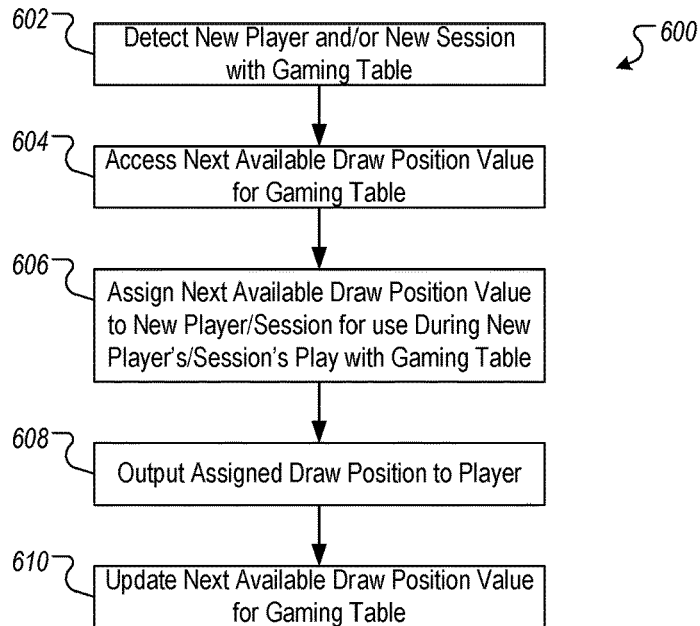 602
Detect New Player and/or New Session
with Gaming Table
600
604
Access Next Available Draw Position Value
for Gaming Table
606
Assign Next Available Draw Position Value
to New Player/Session for use During New
Player's/Session's Play with Gaming Table
608
Output Assigned Draw Position to Player
610
Update Next Available Draw Position Value
for Gaming Table